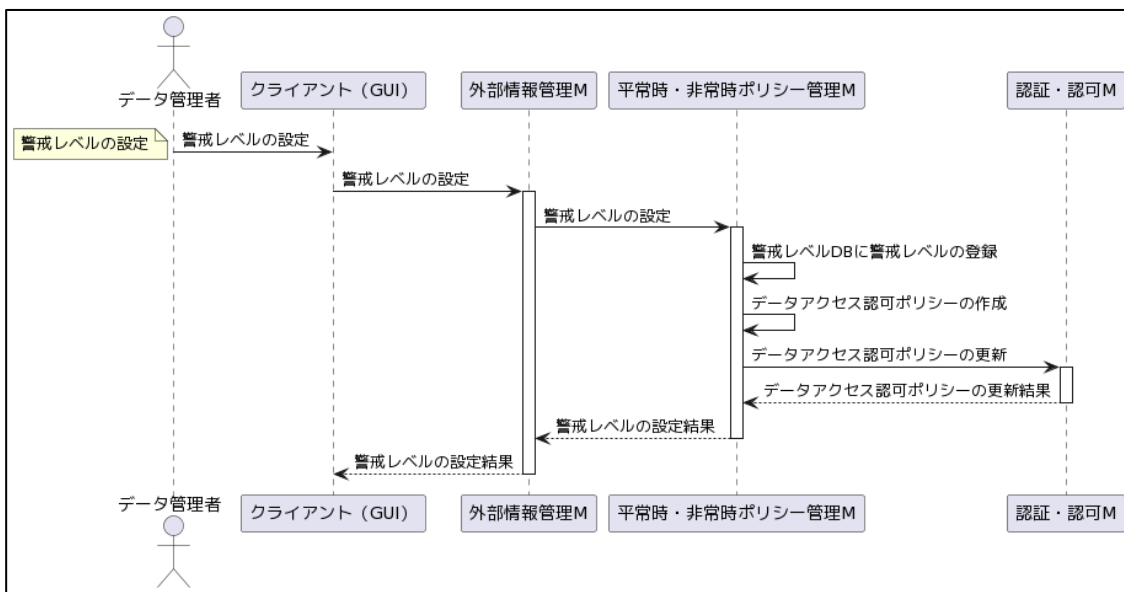 データ管理者
クライアント（GUI）
外部情報管理M
平常時・非常時ポリシー管理M
認証・認可M
警戒レベルの設定
警戒レベルの設定
警戒レベルの設定
警戒レベルの設定
警戒レベルDBに警戒レベルの登録
データアクセス認可ポリシーの作成
データアクセス認可ポリシーの更新
データアクセス認可ポリシーの更新結果
警戒レベルの設定結果
警戒レベルの設定結果
データ管理者
クライアント（GUI）
外部情報管理M
平常時・非常時ポリシー管理M
認証・認可M